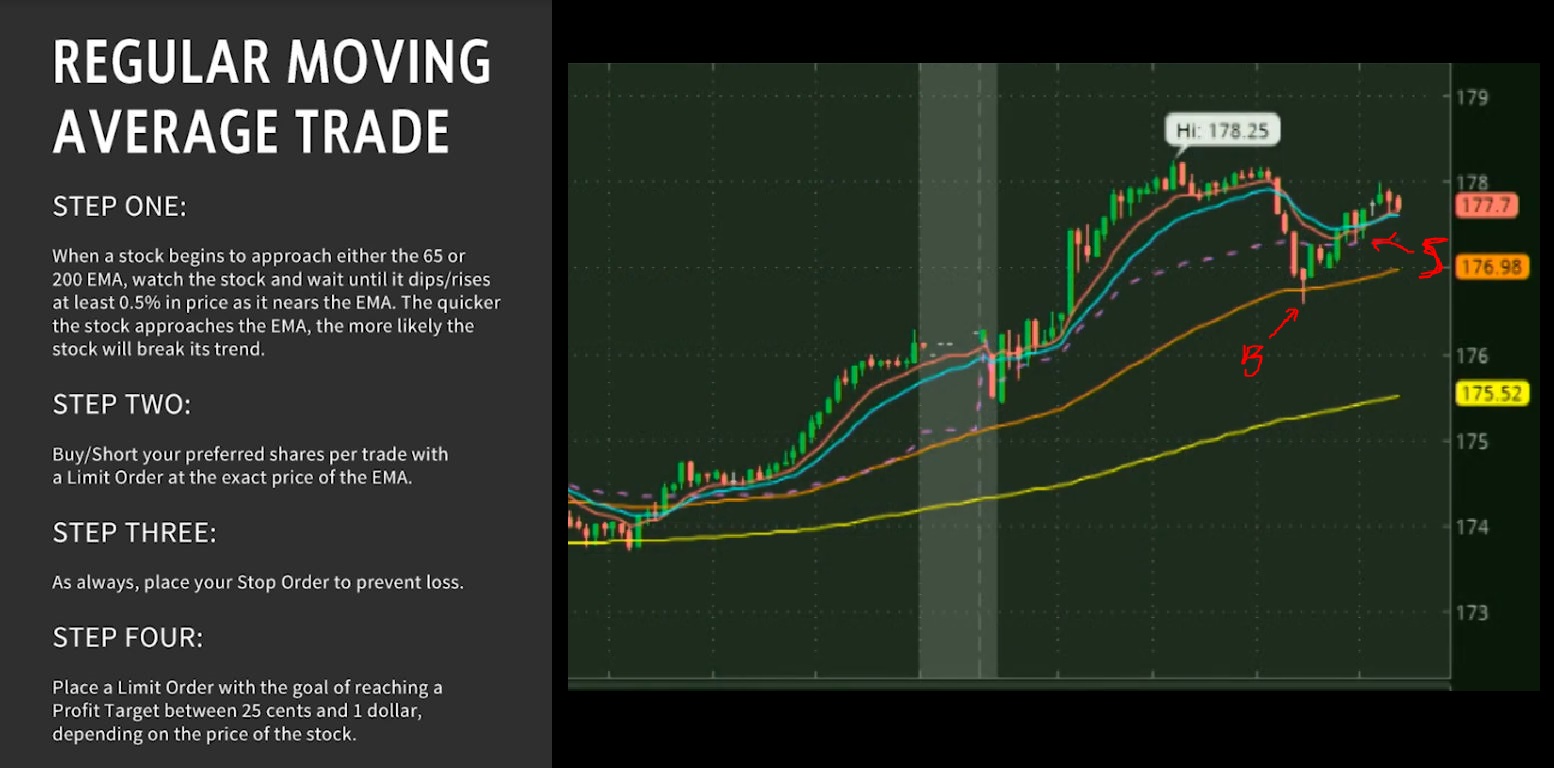 REGULAR MOVING
AVERAGE TRADE
STEP ONE:
When a stock begins to approach either the 65 or
200 EMA, watch the stock and wait until it dips/rises
at least 0.5% in price as it nears the EMA. The quicker
the stock approaches the EMA, the more likely the
stock will break its trend.
STEP TWO:
Buy/Short your preferred shares per trade with
a Limit Order at the exact price of the EMA.
STEP THREE:
As always, place your Stop Order to prevent loss.
STEP FOUR:
Place a Limit Order with the goal of reaching a
Profit Target between 25 cents and 1 dollar,
depending on the price of the stock.
179
Hi: 178.25
178
177.7
S
176.98
B
176
175.52
175
174
173